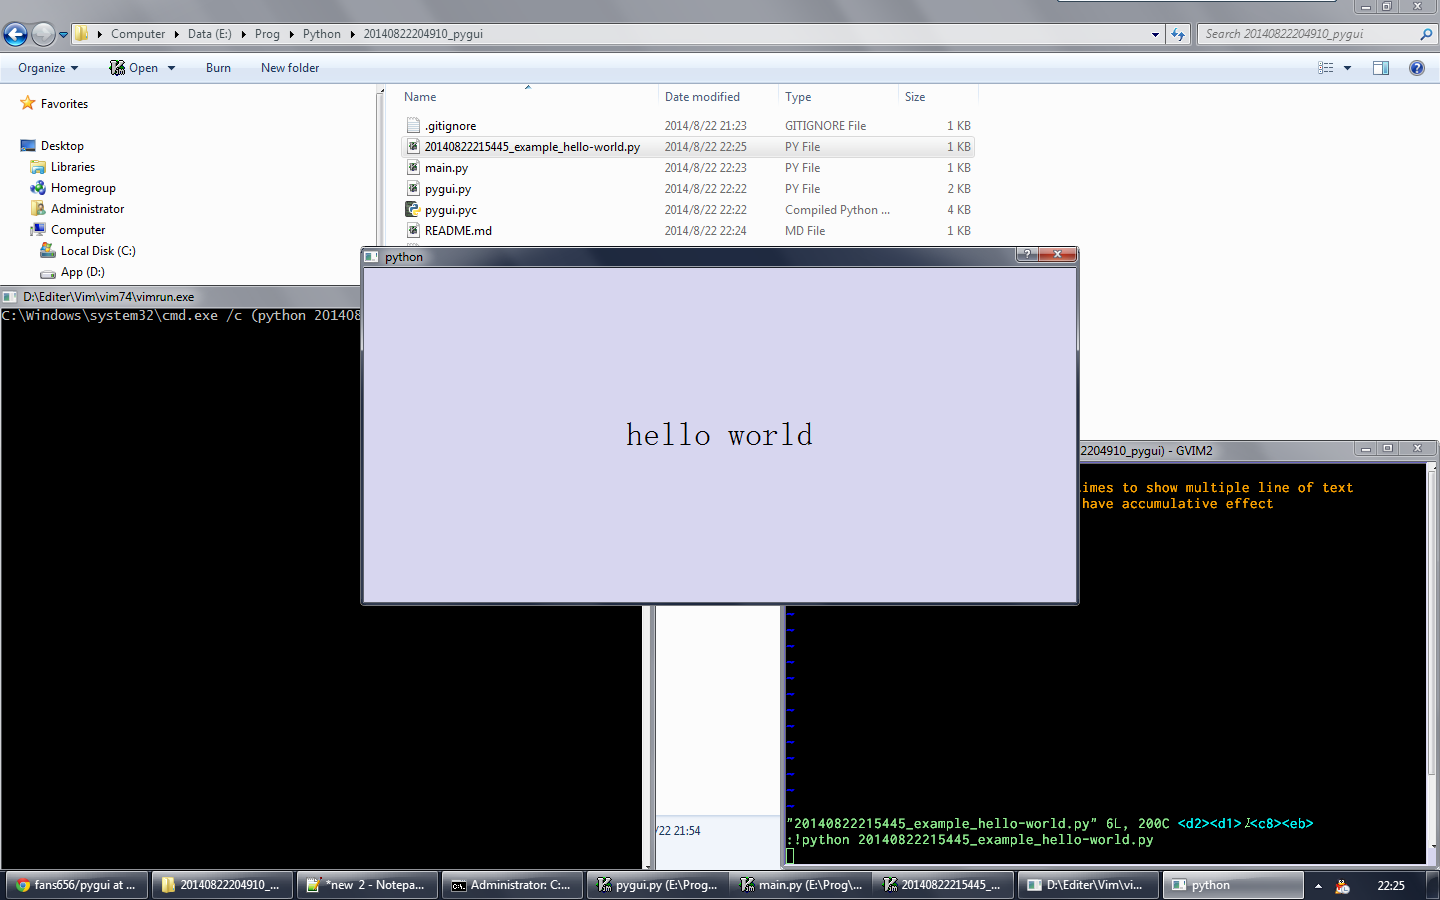 Computer Data (E:) Prog Python 20140822204910_pygui
Search 20140822204910_pygui
Organize Open Burn New folder
Favorites
Desktop
Libraries
Homegroup
Administrator
Computer
Local Disk (C:)
App (D:)
Name Date modified Type Size
.gitignore 2014/8/22 21:23 GITIGNORE File 1 KB
20140822215445_example_hello-world.py 2014/8/22 22:25 PY File 1 KB
main.py 2014/8/22 22:23 PY File 1 KB
pygui.py 2014/8/22 22:22 PY File 2 KB
pygui.pyc 2014/8/22 22:22 Compiled Python ... 4 KB
README.md 2014/8/22 22:24 MD File 1 KB
python
hello world
D:\Editer\Vim\vim74\vimrun.exe
C:\Windows\system32\cmd.exe /c (python 201408
2204910_pygui) - GVIM2
imes to show multiple line of text
have accumulative effect
~
~
~
~
~
~
~
~
~
~
~
~
~
"20140822215445_example_hello-world.py" 6L, 200C <d2><d1> <c8><eb>
:!python 20140822215445_example_hello-world.py
/22 21:54
fans656/pygui at ...
20140822204910_...
*new 2 - Notepa...
Administrator: C:...
pygui.py (E:\Prog...
main.py (E:\Prog\...
20140822215445_...
D:\Editer\Vim\vi...
python
22:25